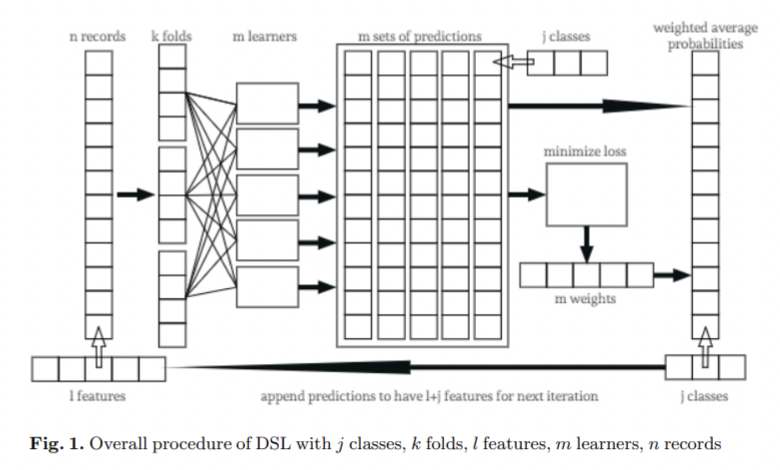 n records
k folds
m learners
m sets of predictions
j classes
weighted average
probabilities
minimize loss
m weights
l features
append predictions to have l+j features for next iteration
j classes
Fig. 1. Overall procedure of DSL with j classes, k folds, l features, m learners, n records